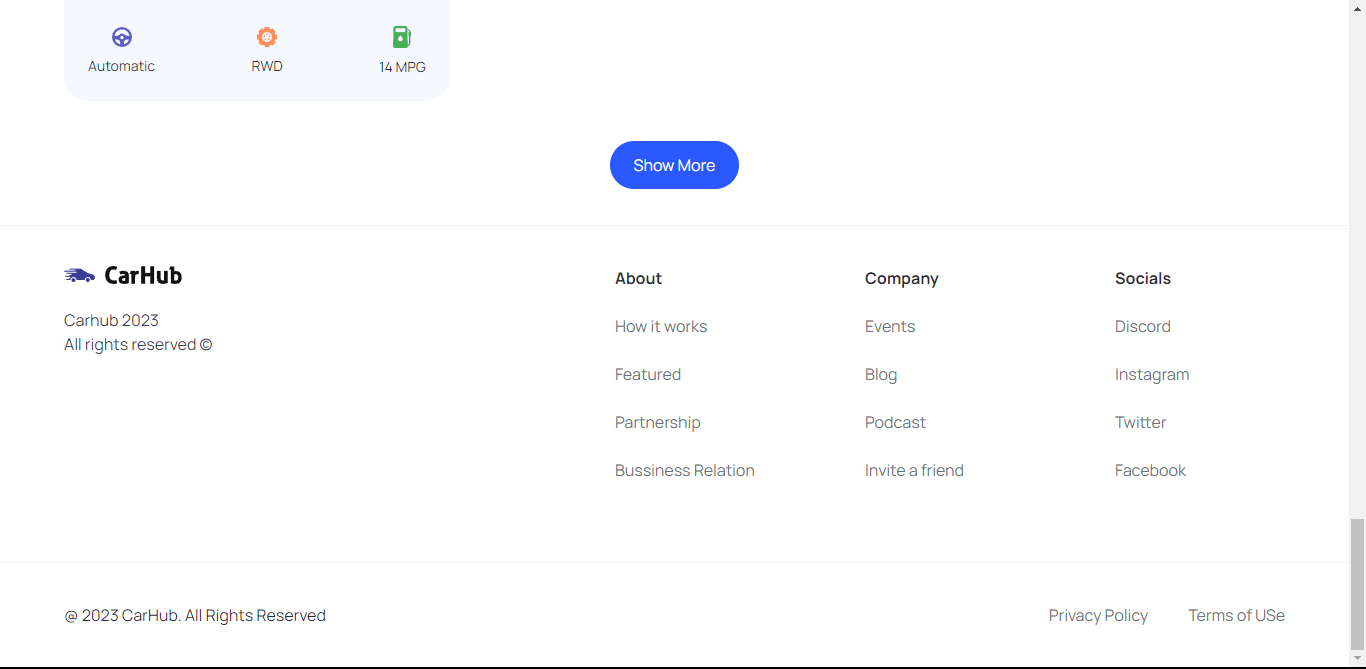 Automatic
RWD
14 MPG
Show More
CarHub
Carhub 2023
All rights reserved ©
About
How it works
Featured
Partnership
Bussiness Relation
Company
Events
Blog
Podcast
Invite a friend
Socials
Discord
Instagram
Twitter
Facebook
@ 2023 CarHub. All Rights Reserved
Privacy Policy
Terms of USe